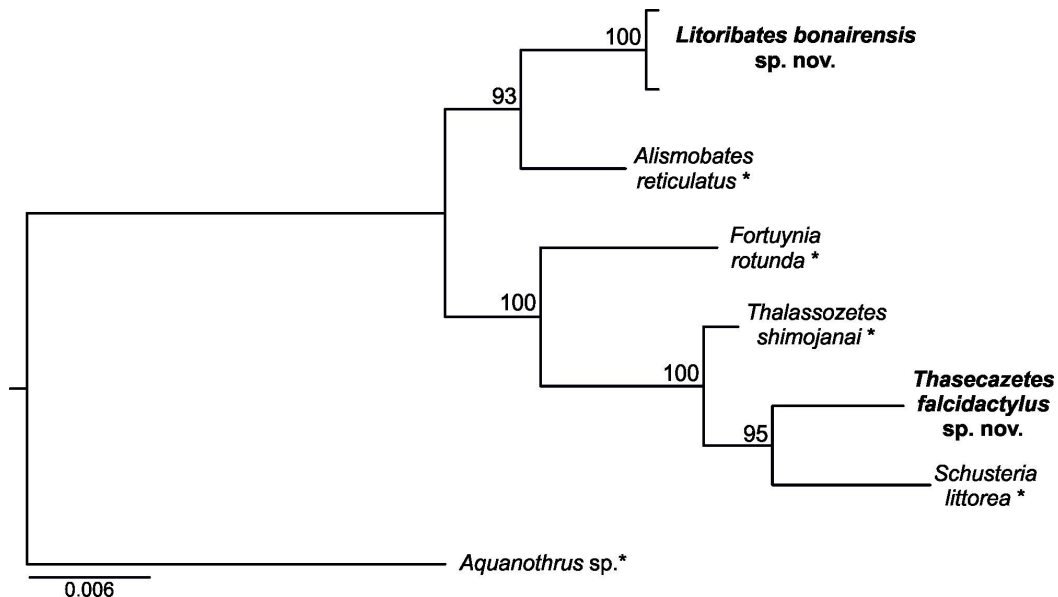 100
Litoribates bonairensis
sp. nov.
93
Alismobates
reticulatus *
Fortuynia
rotunda *
100
Thalassozetes
shimojanai *
100
Thasecazetes
falcidactylus
sp. nov.
95
Schusteria
littorea *
Aquanothrus sp.*
0.006